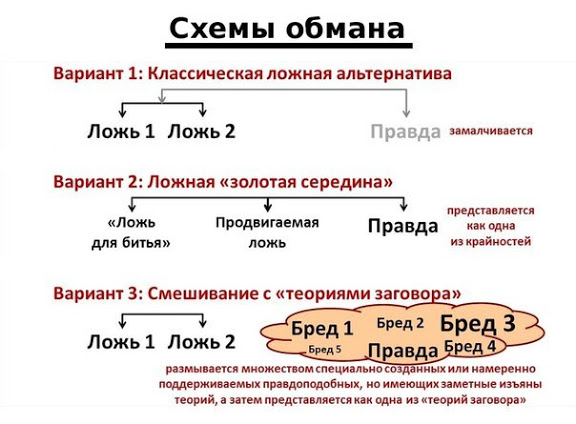 Схемы обмана
Вариант 1: Классическая ложная альтернатива
Ложь 1 Ложь 2 Правда замалчивается
Вариант 2: Ложная «золотая середина»
«Ложь
для битья»
Продвигаемая
ложь
Правда
представляется
как одна
из крайностей
Вариант 3: Смешивание с «теориями заговора»
Ложь 1 Ложь 2
Бред 1 Бред 2 Бред 3
Бред 5 Правда Бред 4
размывается множеством специально созданных или намеренно
поддерживаемых правдоподобных, но имеющих заметные изъяны
теорий, а затем представляется как одна из «теорий заговора»